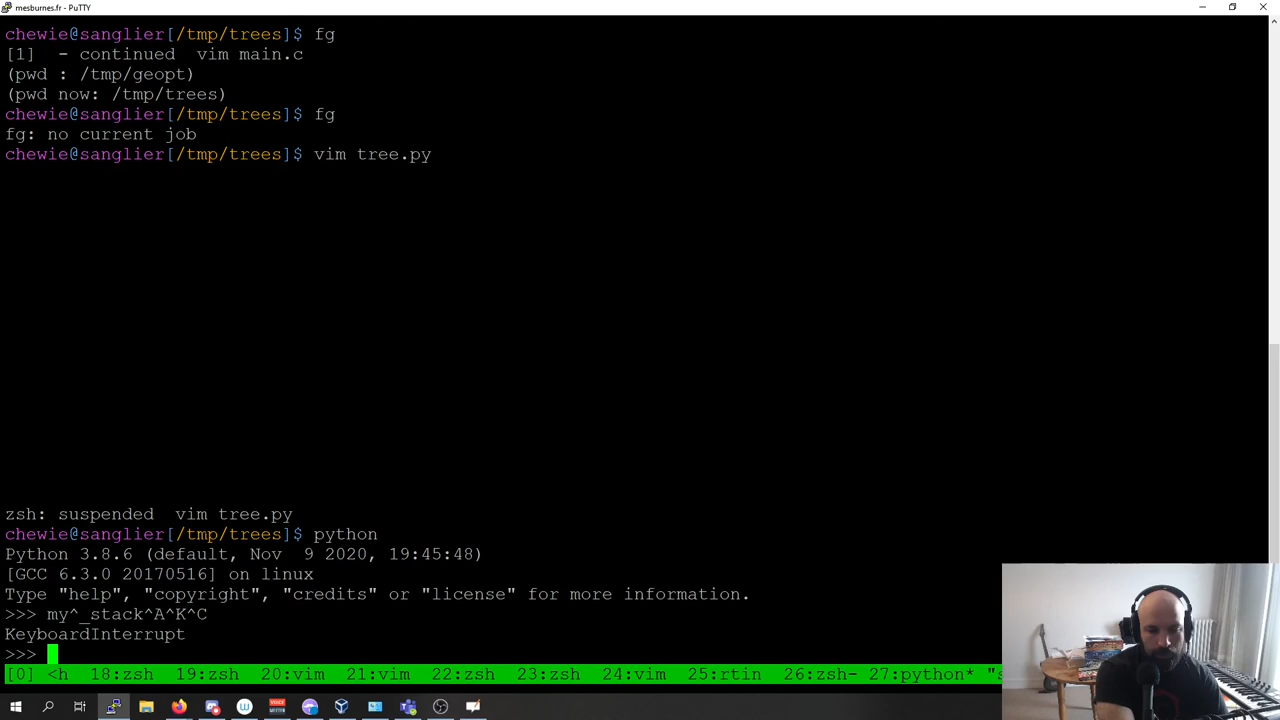 mesburnes.fr - PuTTY
chewie@sanglier[/tmp/trees]$ fg
[1]  - continued  vim main.c
(pwd : /tmp/geopt)
(pwd now: /tmp/trees)
chewie@sanglier[/tmp/trees]$ fg
fg: no current job
chewie@sanglier[/tmp/trees]$ vim tree.py
zsh: suspended  vim tree.py
chewie@sanglier[/tmp/trees]$ python
Python 3.8.6 (default, Nov  9 2020, 19:45:48)
[GCC 6.3.0 20170516] on linux
Type "help", "copyright", "credits" or "license" for more information.
>>> my^_stack^A^K^C
KeyboardInterrupt
>>>
[0] <h  18:zsh  19:zsh  20:vim  21:vim  22:zsh  23:zsh  24:vim  25:rtin  26:zsh- 27:python* "s